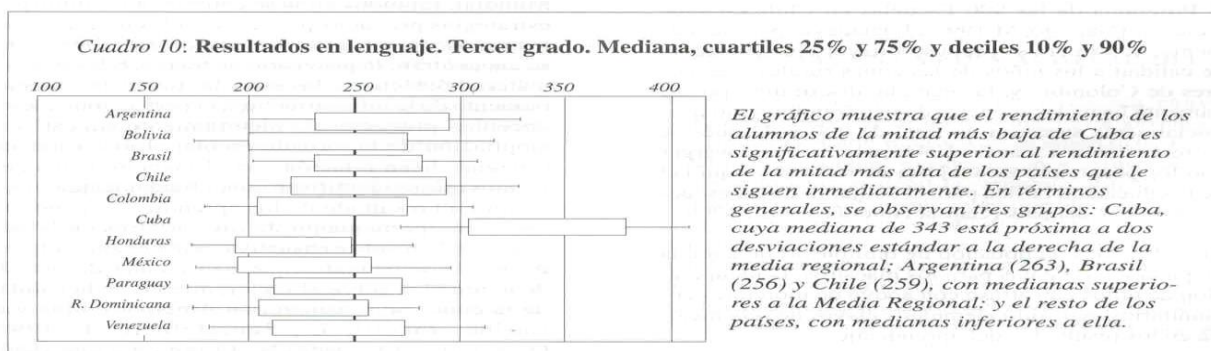 Cuadro 10: Resultados en lenguaje. Tercer grado. Mediana, cuartiles 25% y 75% y deciles 10% y 90%
100 150 200 250 300 350 400
Argentina
Bolivia
Brasil
Chile
Colombia
Cuba
Honduras
México
Paraguay
R. Dominicana
Venezuela
El gráfico muestra que el rendimiento de los
alumnos de la mitad más baja de Cuba es
significativamente superior al rendimiento
de la mitad más alta de los países que le
siguen inmediatamente. En términos
generales, se observan tres grupos: Cuba,
cuya mediana de 343 está próxima a dos
desviaciones estándar a la derecha de la
media regional; Argentina (263), Brasil
(256) y Chile (259), con medianas superio-
res a la Media Regional: y el resto de los
países, con medianas inferiores a ella.